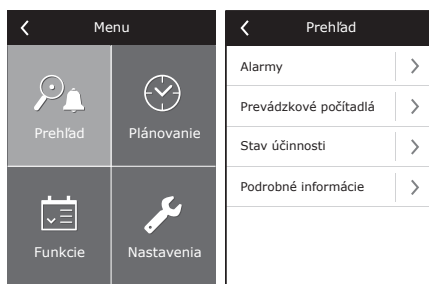 Menu
Prehľad
Plánovanie
Funkcie
Nastavenia
Prehľad
Alarmy
Prevádzkové počítadlá
Stav účinnosti
Podrobné informácie